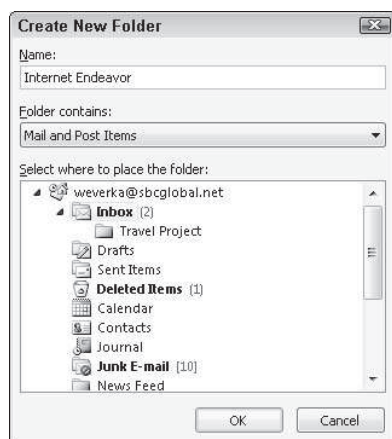 Create New Folder
Name:
Internet Endeavor
Folder contains:
Mail and Post Items
Select where to place the folder:
weverka@sbcglobal.net
Inbox (2)
Travel Project
Drafts
Sent Items
Deleted Items (1)
Calendar
Contacts
Journal
Junk E-mail [10]
News Feed
OK
Cancel